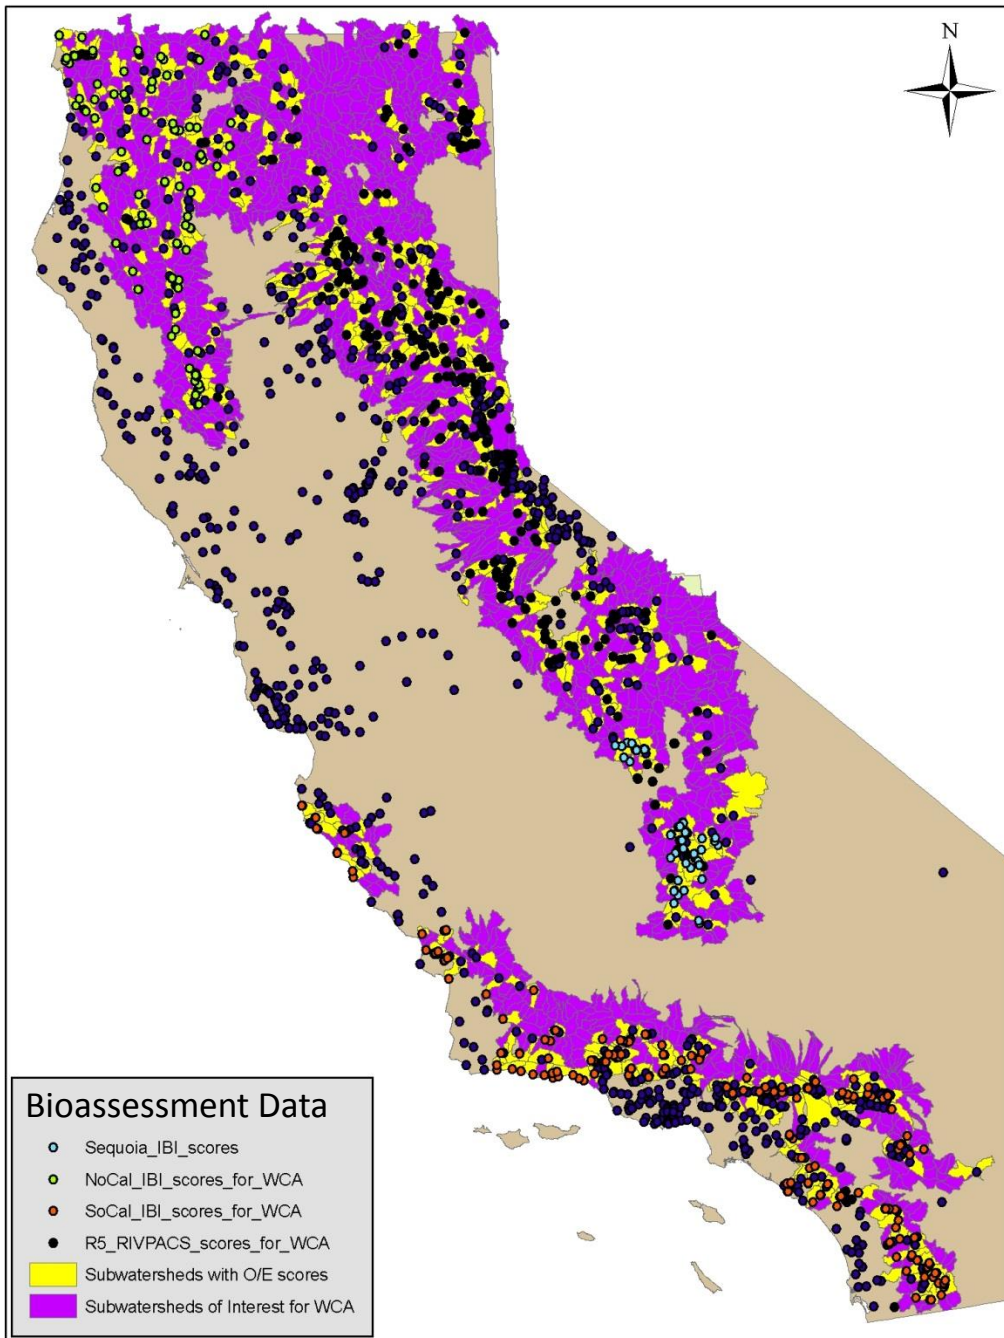 N
Bioassessment Data
Sequoia_IBI_scores
NoCal_IBI_scores_for_WCA
SoCal_IBI_scores_for_WCA
R5_RIVPACS_scores_for_WCA
Subwatersheds with O/E scores
Subwatersheds of Interest for WCA